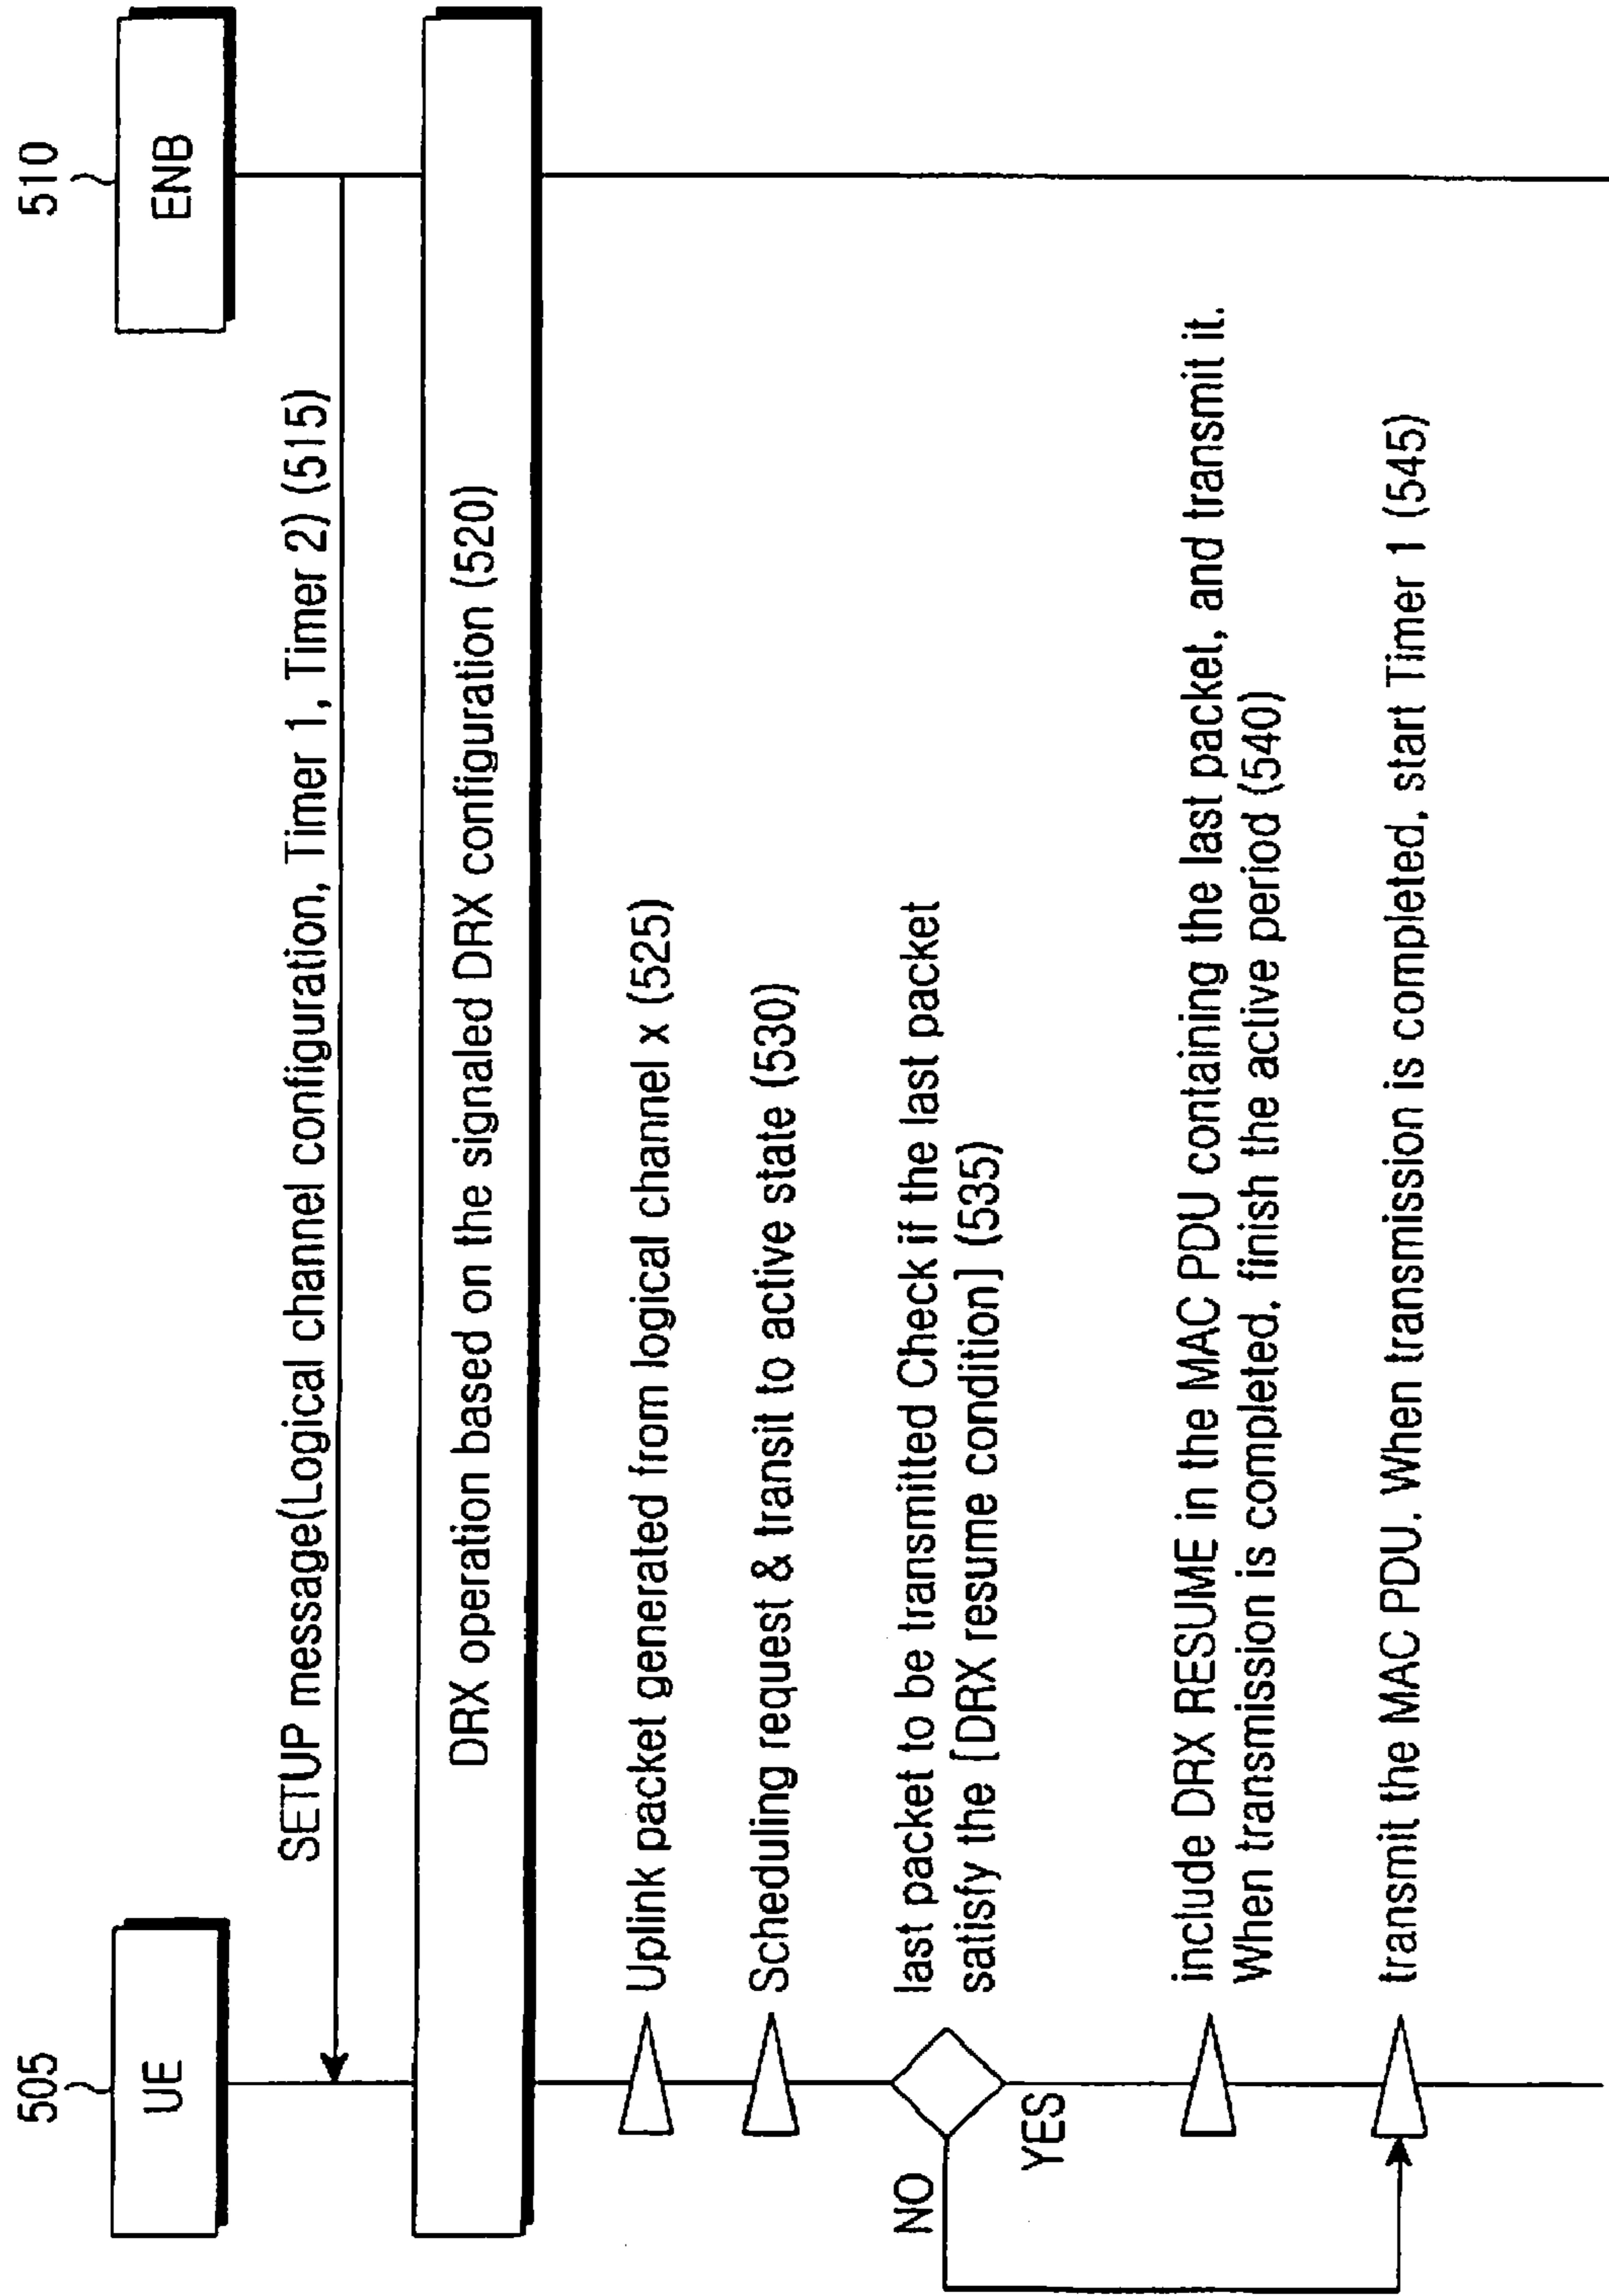 505
UE
510
ENB
SETUP message(Logical channel configuration, Timer 1, Timer 2) (515)
DRX operation based on the signaled DRX configuration (520)
Uplink packet generated from logical channel x (525)
Scheduling request & transit to active state (530)
last packet to be transmitted Check if the last packet
satisfy the [DRX resume condition] (535)
NO
YES
include DRX RESUME in the MAC PDU containing the last packet, and transmit it.
When transmission is completed, finish the active period (540)
transmit the MAC PDU. When transmission is completed, start Timer 1 (545)